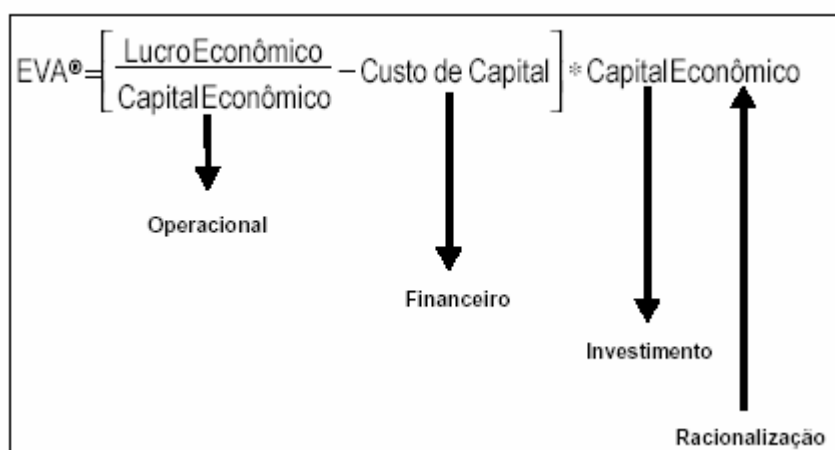 LucroEconômico
EVA®=[ - Custo de Capital ] * CapitalEconômico
CapitalEconômico
Operacional
Financeiro
Investimento
Racionalização